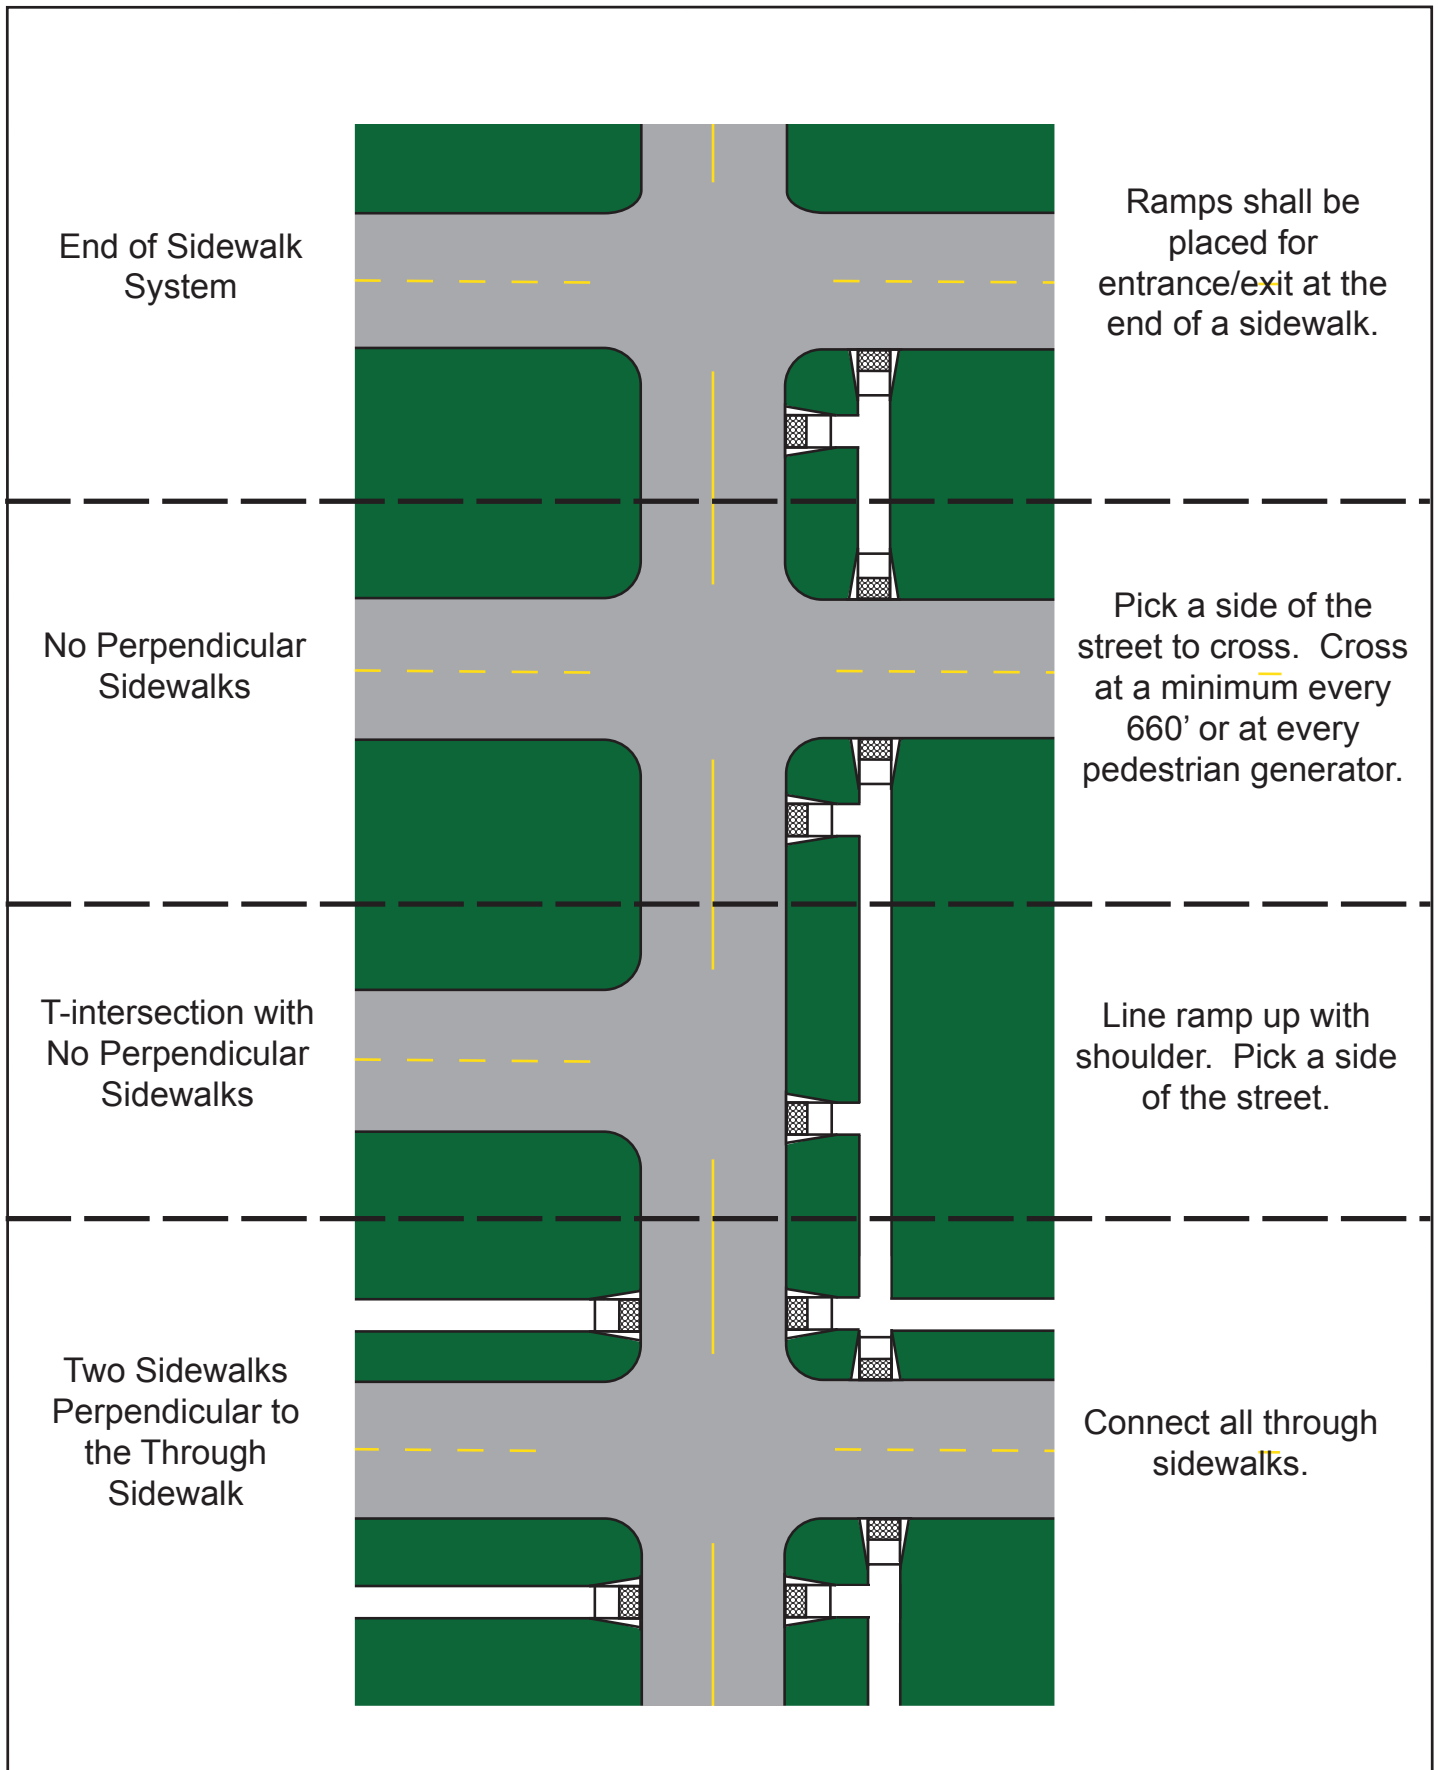 End of Sidewalk
System
Ramps shall be
placed for
entrance/exit at the
end of a sidewalk.
No Perpendicular
Sidewalks
Pick a side of the
street to cross.  Cross
at a minimum every
660’ or at every
pedestrian generator.
T-intersection with
No Perpendicular
Sidewalks
Line ramp up with
shoulder.  Pick a side
of the street.
Two Sidewalks
Perpendicular to
the Through
Sidewalk
Connect all through
sidewalks.